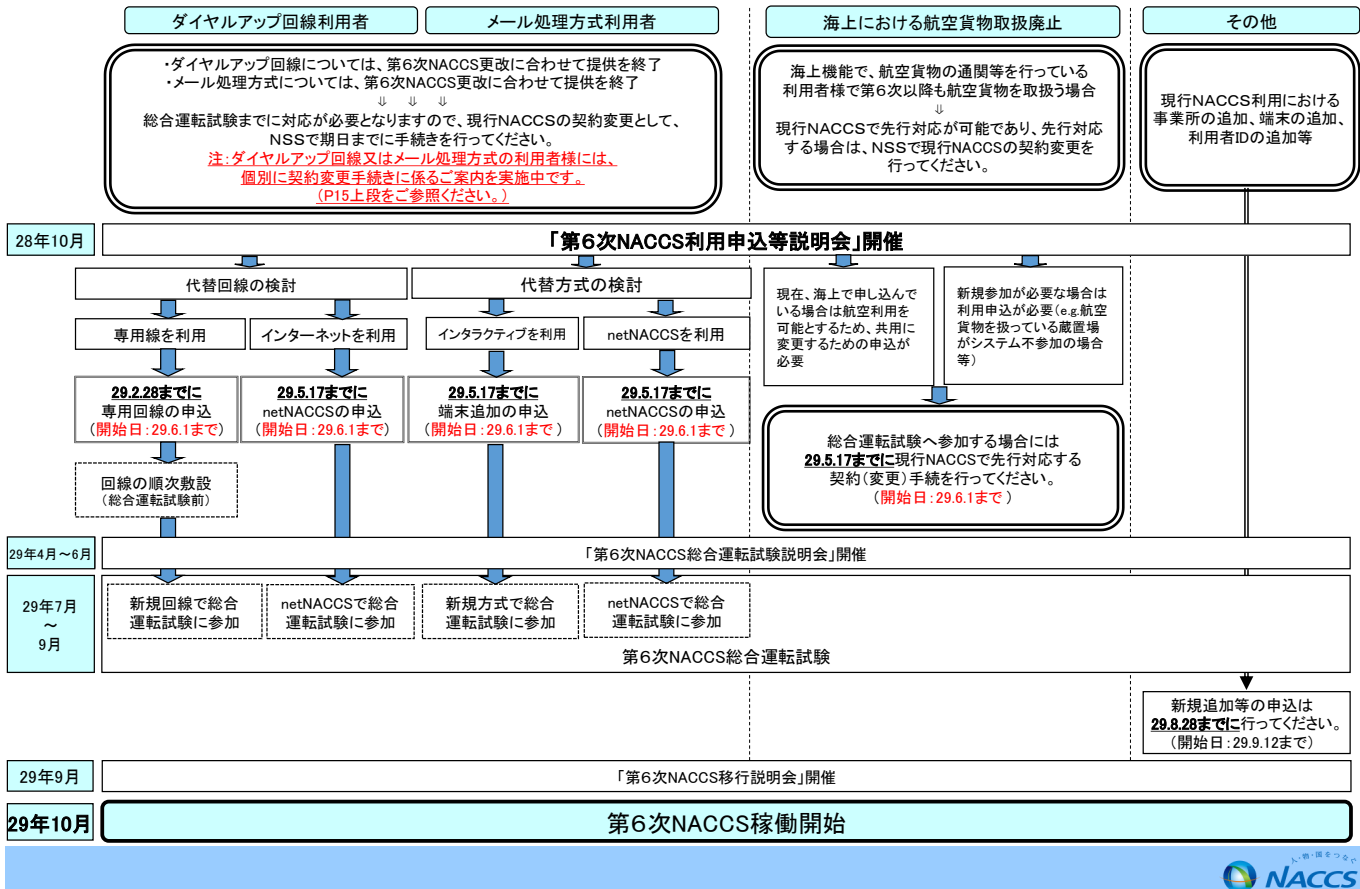 ダイヤルアップ回線利用者
メール処理方式利用者
海上における航空貨物取扱廃止
その他
・ダイヤルアップ回線については、第6次NACCS更改に合わせて提供を終了
・メール処理方式については、第6次NACCS更改に合わせて提供を終了
⇓ ⇓ ⇓
総合運転試験までに対応が必要となりますので、現行NACCSの契約変更として、
NSSで期日までに手続きを行ってください。
注:ダイヤルアップ回線又はメール処理方式の利用者様には、
個別に契約変更手続きに係るご案内を実施中です。
(P15上段をご参照ください。)
海上機能で、航空貨物の通関等を行っている
利用者様で第6次以降も航空貨物を取扱う場合
⇓
現行NACCSで先行対応が可能であり、先行対応
する場合は、NSSで現行NACCSの契約変更を
行ってください。
現行NACCS利用における
事業所の追加、端末の追加、
利用者IDの追加等
28年10月
「第6次NACCS利用申込等説明会」開催
代替回線の検討
代替方式の検討
専用線を利用
インターネットを利用
インタラクティブを利用
netNACCSを利用
現在、海上で申し込んで
いる場合は航空利用を
可能とするため、共用に
変更するための申込が
必要
新規参加が必要な場合は
利用申込が必要(e.g.航空
貨物を扱っている蔵置場
がシステム不参加の場合
等)
29.2.28までに
専用回線の申込
(開始日:29.6.1まで)
29.5.17までに
netNACCSの申込
(開始日:29.6.1まで)
29.5.17までに
端末追加の申込
(開始日:29.6.1まで)
29.5.17までに
netNACCSの申込
(開始日:29.6.1まで)
総合運転試験へ参加する場合には
29.5.17までに現行NACCSで先行対応する
契約(変更)手続を行ってください。
(開始日:29.6.1まで)
回線の順次敷設
(総合運転試験前)
29年4月~6月
「第6次NACCS総合運転試験説明会」開催
29年7月
~
9月
新規回線で総合
運転試験に参加
netNACCSで総合
運転試験に参加
新規方式で総合
運転試験に参加
netNACCSで総合
運転試験に参加
第6次NACCS総合運転試験
新規追加等の申込は
29.8.28までに行ってください。
(開始日:29.9.12まで)
29年9月
「第6次NACCS移行説明会」開催
29年10月
第6次NACCS稼働開始
人・物・国をつなぐ
NACCS